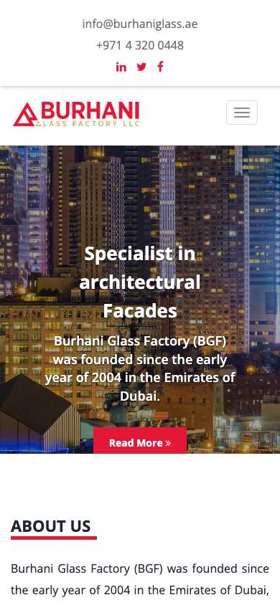 info@burhaniglass.ae
+971 4 320 0448
BURHANI
GLASS FACTORY LLC
Specialist in
architectural
Facades
Burhani Glass Factory (BGF)
was founded since the early
year of 2004 in the Emirates of
Dubai.
Read More »
ABOUT US
Burhani Glass Factory (BGF) was founded since
the early year of 2004 in the Emirates of Dubai,